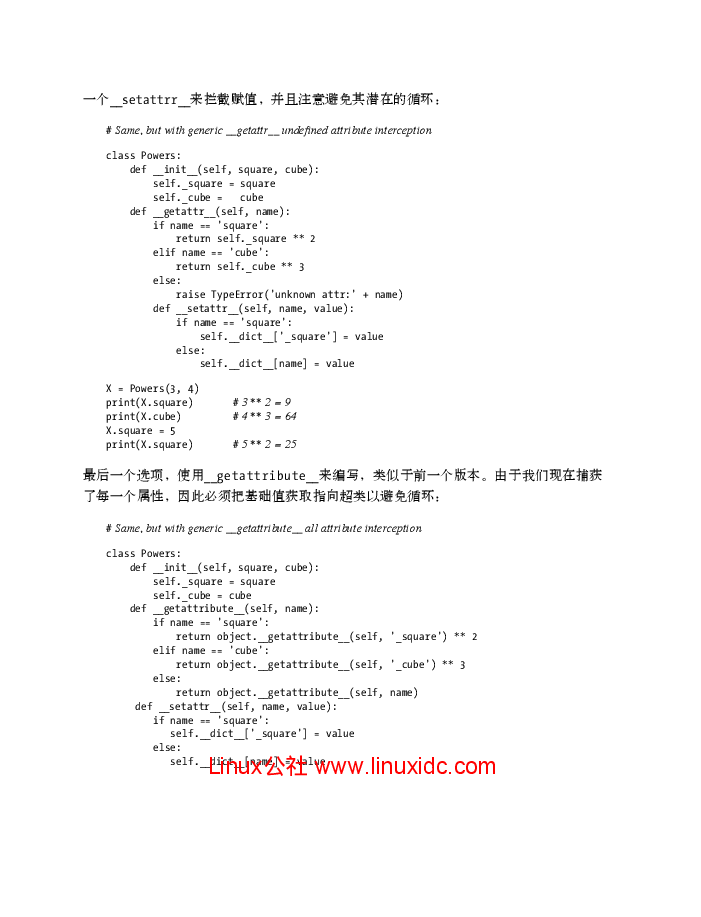 一个__setattrr__来拦截赋值，并且注意避免其潜在的循环：
# Same, but with generic __getattr__ undefined attribute interception
class Powers:
    def __init__(self, square, cube):
        self._square = square
        self._cube =   cube
    def __getattr__(self, name):
        if name == 'square':
            return self._square ** 2
        elif name == 'cube':
            return self._cube ** 3
        else:
            raise TypeError('unknown attr:' + name)
        def __setattr__(self, name, value):
            if name == 'square':
                self.__dict__['_square'] = value
            else:
                self.__dict__[name] = value
X = Powers(3, 4)
print(X.square)       # 3 ** 2 = 9
print(X.cube)         # 4 ** 3 = 64
X.square = 5
print(X.square)       # 5 ** 2 = 25
最后一个选项，使用__getattribute__来编写，类似于前一个版本。由于我们现在捕获
了每一个属性，因此必须把基础值获取指向超类以避免循环：
# Same, but with generic __getattribute__ all attribute interception
class Powers:
    def __init__(self, square, cube):
        self._square = square
        self._cube = cube
    def __getattribute__(self, name):
        if name == 'square':
            return object.__getattribute__(self, '_square') ** 2
        elif name == 'cube':
            return object.__getattribute__(self, '_cube') ** 3
        else:
            return object.__getattribute__(self, name)
     def __setattr__(self, name, value):
        if name == 'square':
           self.__dict__['_square'] = value
        else:
           self.__dict__[name] = value
Linux公社 www.linuxidc.com